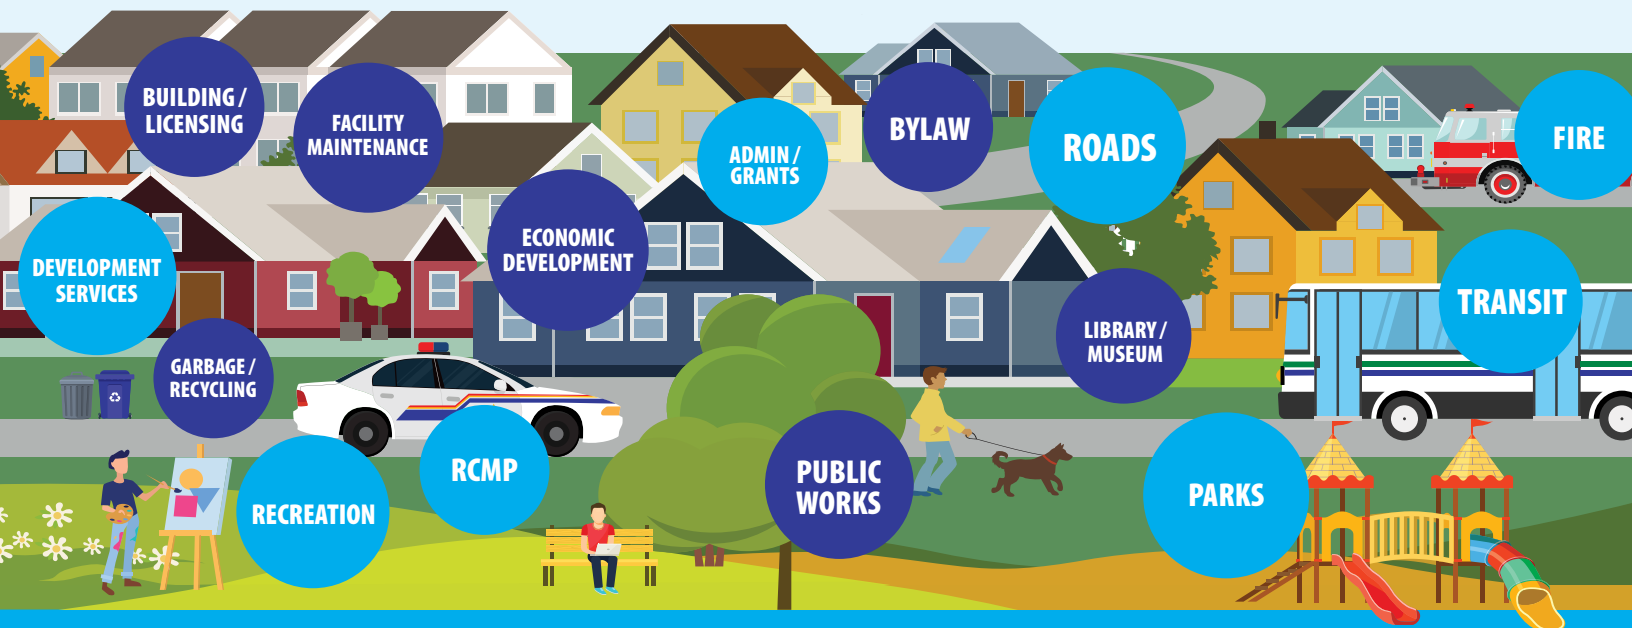 BUILDING /
LICENSING
FACILITY
MAINTENANCE
ADMIN /
GRANTS
BYLAW
ROADS
FIRE
DEVELOPMENT
SERVICES
ECONOMIC
DEVELOPMENT
LIBRARY /
MUSEUM
TRANSIT
GARBAGE /
RECYCLING
RECREATION
RCMP
PUBLIC
WORKS
PARKS